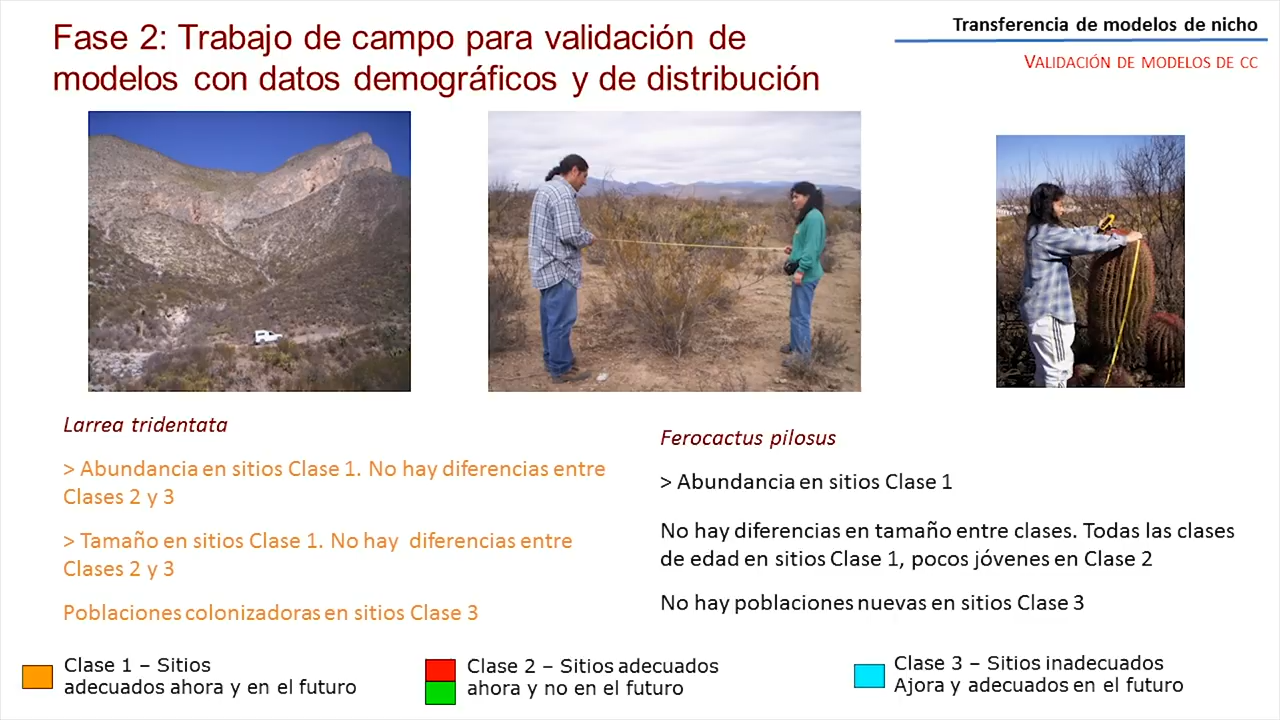 Fase 2: Trabajo de campo para validación de
modelos con datos demográficos y de distribución
Transferencia de modelos de nicho
VALIDACIÓN DE MODELOS DE CC
Larrea tridentata
> Abundancia en sitios Clase 1. No hay diferencias entre
Clases 2 y 3
> Tamaño en sitios Clase 1. No hay diferencias entre
Clases 2 y 3
Poblaciones colonizadoras en sitios Clase 3
Ferocactus pilosus
> Abundancia en sitios Clase 1
No hay diferencias en tamaño entre clases. Todas las clases
de edad en sitios Clase 1, pocos jóvenes en Clase 2
No hay poblaciones nuevas en sitios Clase 3
Clase 1 – Sitios
adecuados ahora y en el futuro
Clase 2 – Sitios adecuados
ahora y no en el futuro
Clase 3 – Sitios inadecuados
Ajora y adecuados en el futuro